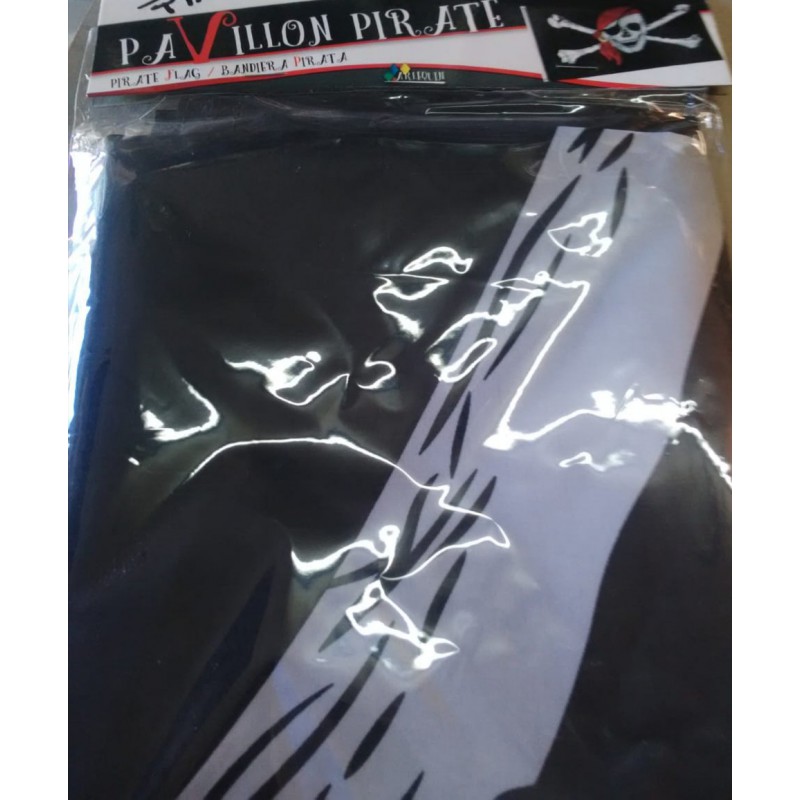 PAVILLON PIRATE
PIRATE FLAG / BANDIERA PIRATA